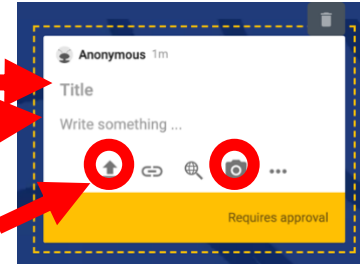 Anonymous 1m
Title
Write something ...
Requires approval